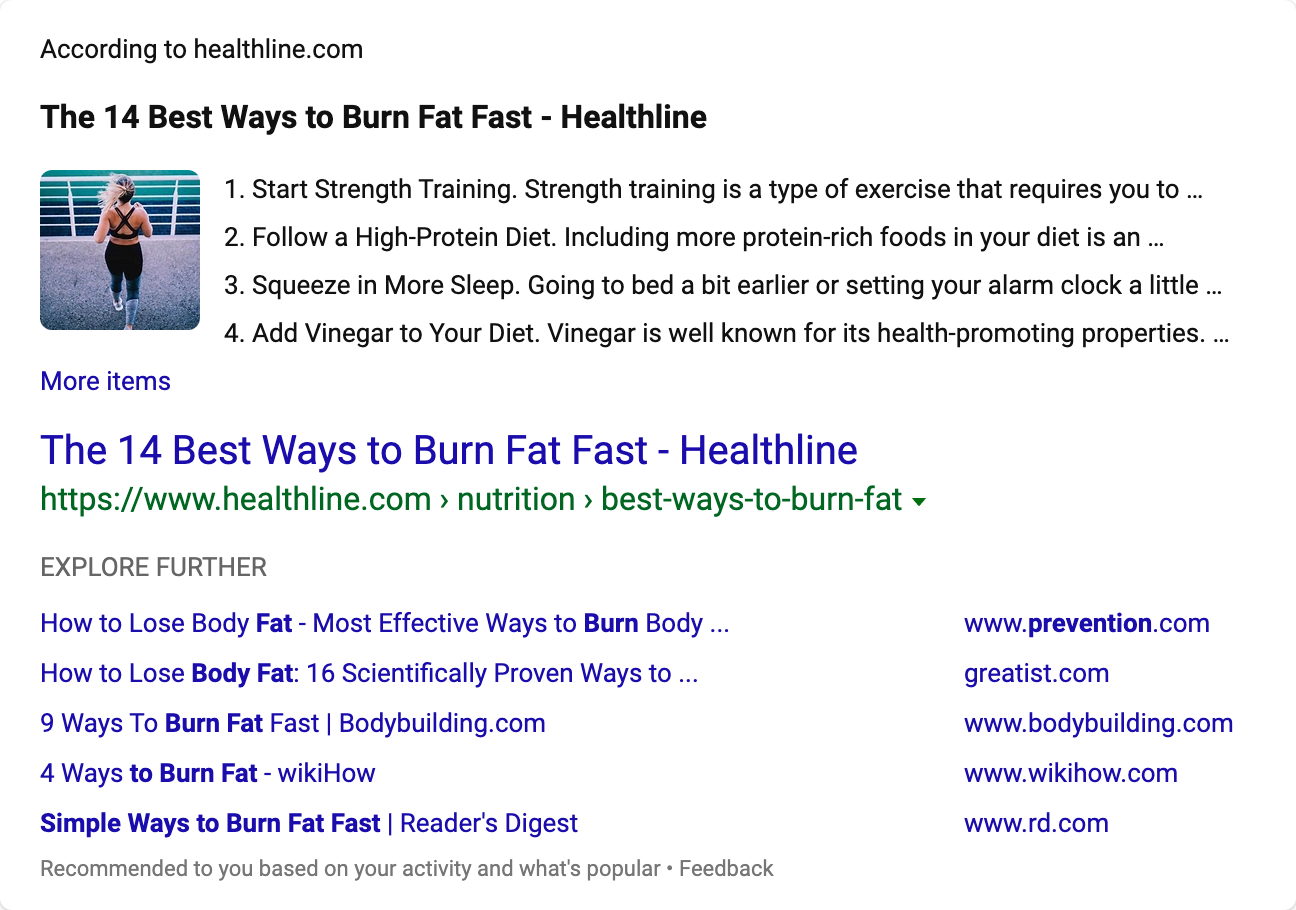 According to healthline.com
The 14 Best Ways to Burn Fat Fast - Healthline
1. Start Strength Training. Strength training is a type of exercise that requires you to ...
2. Follow a High-Protein Diet. Including more protein-rich foods in your diet is an ...
3. Squeeze in More Sleep. Going to bed a bit earlier or setting your alarm clock a little ...
4. Add Vinegar to Your Diet. Vinegar is well known for its health-promoting properties. ...
More items
The 14 Best Ways to Burn Fat Fast - Healthline
https://www.healthline.com › nutrition › best-ways-to-burn-fat
EXPLORE FURTHER
How to Lose Body Fat - Most Effective Ways to Burn Body ... www.prevention.com
How to Lose Body Fat: 16 Scientifically Proven Ways to ... greatist.com
9 Ways To Burn Fat Fast | Bodybuilding.com www.bodybuilding.com
4 Ways to Burn Fat - wikiHow www.wikihow.com
Simple Ways to Burn Fat Fast | Reader's Digest www.rd.com
Recommended to you based on your activity and what's popular • Feedback